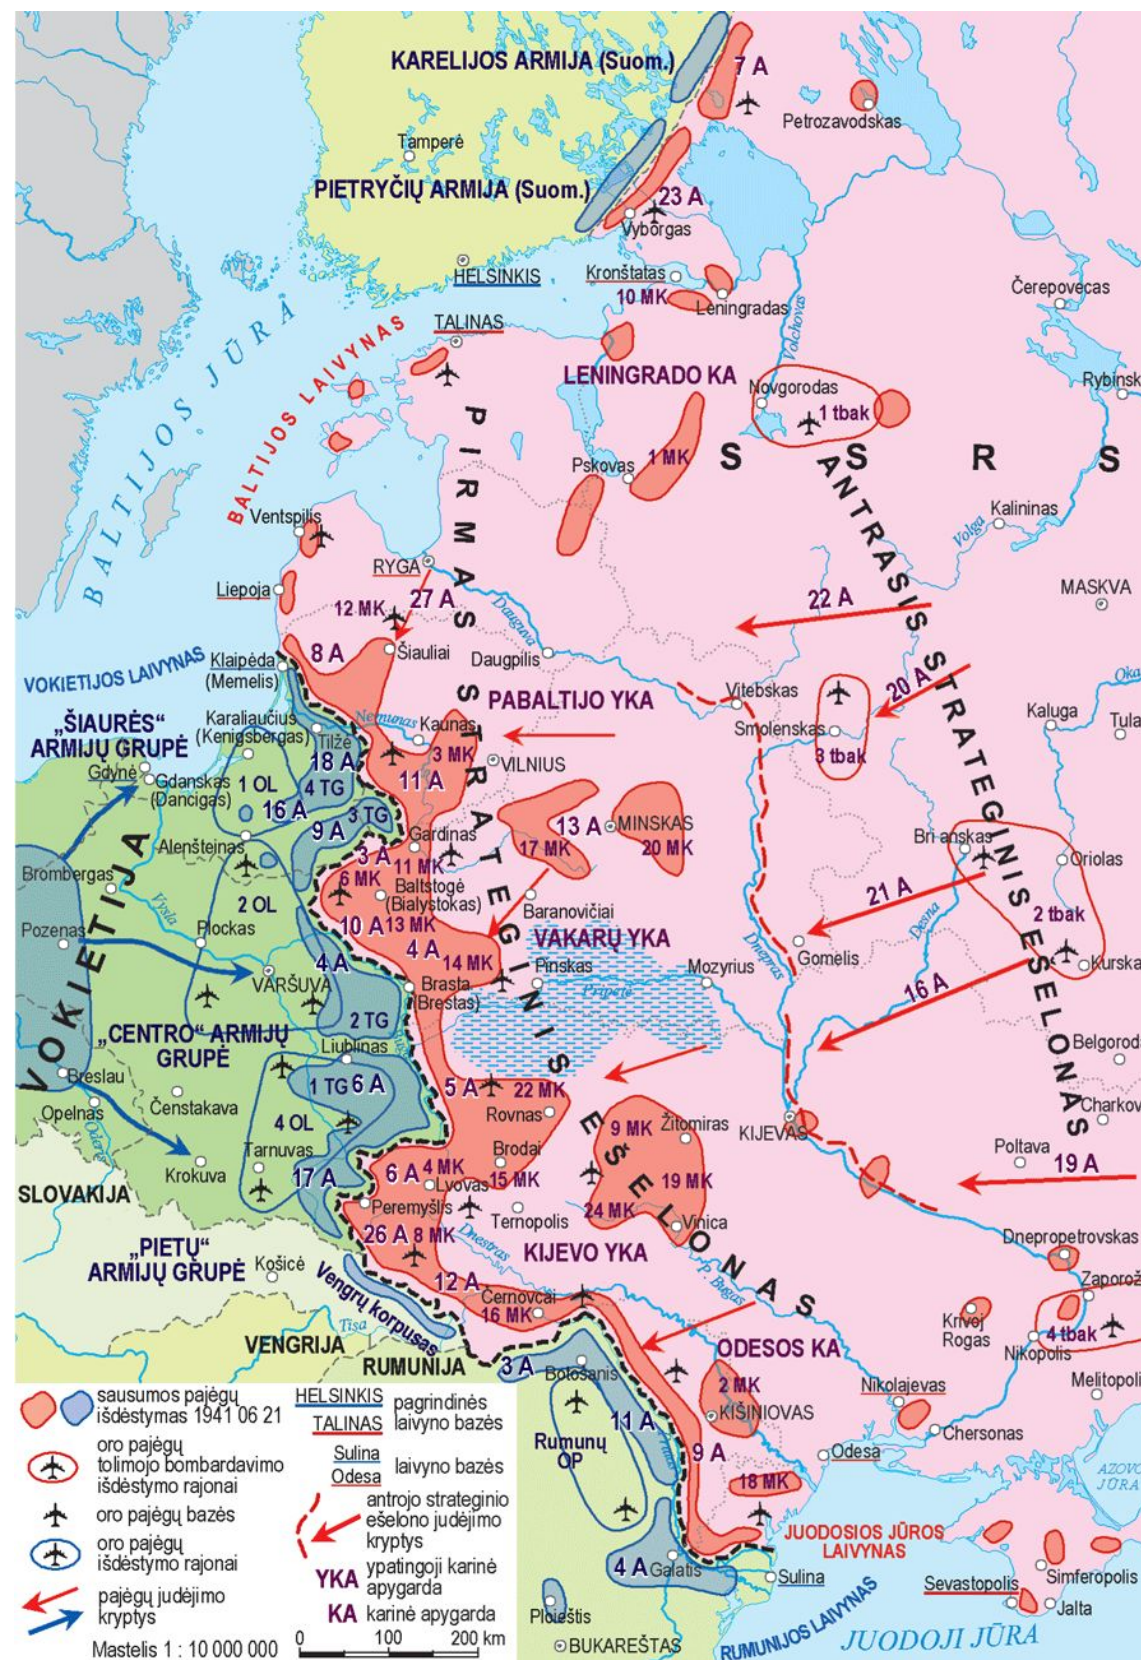 KARELIJOS ARMIJA (Suom.)
7 A
Petrozavodskas
Tamperė
PIETRYČIŲ ARMIJA (Suom.)
23 A
Vyborgas
HELSINKIS
Kronštatas
10 MK
Leningradas
Čerepovecas
Volchovas
TALINAS
BALTIJOS JŪRA
BALTIJOS LAIVYNAS
LENINGRADO KA
Novgorodas
1 tbak
Rybinsk
PIRMAS STRATEGINIS EŠELONAS
SSRS
Pskovas
1 MK
ANTRASIS STRATEGINIS EŠELONAS
Kalininas
Volga
Ventspilis
RYGA
Liepoja
27 A
12 MK
Dauguva
22 A
MASKVA
8 A
Šiauliai
Daugpilis
Klaipėda
(Memelis)
VOKIETIJOS LAIVYNAS
PABALTIJO YKA
Vitebskas
20 A
Oka
Smolenskas
3 tbak
Kaluga
Tula
„ŠIAURĖS“
ARMIJŲ GRUPĖ
Karaliaučius
(Kenigsbergas)
Tilžė
Nemunas
Kaunas
3 MK
VILNIUS
Gdynė
Gdanskas
(Dancigas)
1 OL
18 A
4 TG
16 A
11 A
3 TG
9 A
Alenšteinas
Gardinas
13 A
MINSKAS
17 MK
20 MK
Bri anskas
Oriolas
3 A
11 MK
6 MK
Baltstogė
(Bialystokas)
Brombergas
Vysla
2 OL
VOKIETIJA
Baranovičiai
21 A
Desna
2 tbak
Pozenas
Plockas
10 A
13 MK
4 A
14 MK
VAKARŲ YKA
Dnepras
Gomelis
Kurska
4 A
VARŠUVA
Brasta
(Brestas)
Pinskas
Pripetė
Mozyrius
16 A
2 TG
„CENTRO“ ARMIJŲ
GRUPĖ
Liublinas
Belgoroda
Breslau
1 TG
6 A
5 A
22 MK
Rovnas
9 MK
Žitomiras
KIJEVAS
Charkova
Opelnas
Oderis
Čenstakava
4 OL
Poltava
19 A
Krokuva
Tarnuvas
17 A
Brodai
15 MK
19 MK
6 A
4 MK
Lvovas
SLOVAKIJA
Peremyšlis
Ternopolis
24 MK
Vinica
26 A
8 MK
Dnestras
KIJEVO YKA
Dnepropetrovskas
„PIETŲ“
ARMIJŲ GRUPĖ
Košicė
Vengrų korpusas
12 A
Černovcai
16 MK
P. Bugas
Zaporož
Krivoj
Rogas
4 tbak
Nikopolis
Tisa
VENGRIJA
RUMUNIJA
3 A
Botošanis
ODESOS KA
2 MK
KIŠINIOVAS
Nikolajevas
Melitopol
11 A
Prutas
Rumunų
OP
9 A
Chersonas
Odesa
18 MK
AZOVO
JŪRA
JUODOSIOS JŪROS
LAIVYNAS
4 A
Galatis
Sulina
Ploieštis
BUKAREŠTAS
RUMUNIJOS LAIVYNAS
Sevastopolis
Simferopolis
Jalta
JUODOJI JŪRA
sausumos pajėgų
išdėstymas 1941 06 21
oro pajėgų
tolimojo bombardavimo
išdėstymo rajonai
oro pajėgų bazės
oro pajėgų
išdėstymo rajonai
pajėgų judėjimo
kryptys
Mastelis 1 : 10 000 000
HELSINKIS
TALINAS
pagrindinės
laivyno bazės
Sulina
Odesa
laivyno bazės
antrojo strateginio
ešelono judėjimo
kryptys
YKA ypatingoji karinė
apygarda
KA karinė apygarda
0 100 200 km